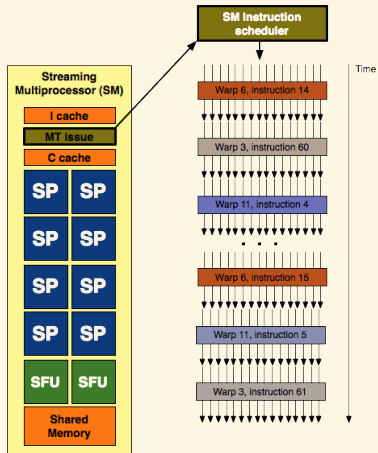 SM Instruction
scheduler
Time
Streaming
Multiprocessor (SM)
I cache
MT issue
C cache
SP SP
SP SP
SP SP
SP SP
SFU SFU
Shared
Memory
Warp 6, instruction 14
Warp 3, instruction 60
Warp 11, instruction 4
. . .
Warp 6, instruction 15
Warp 11, instruction 5
Warp 3, instruction 61